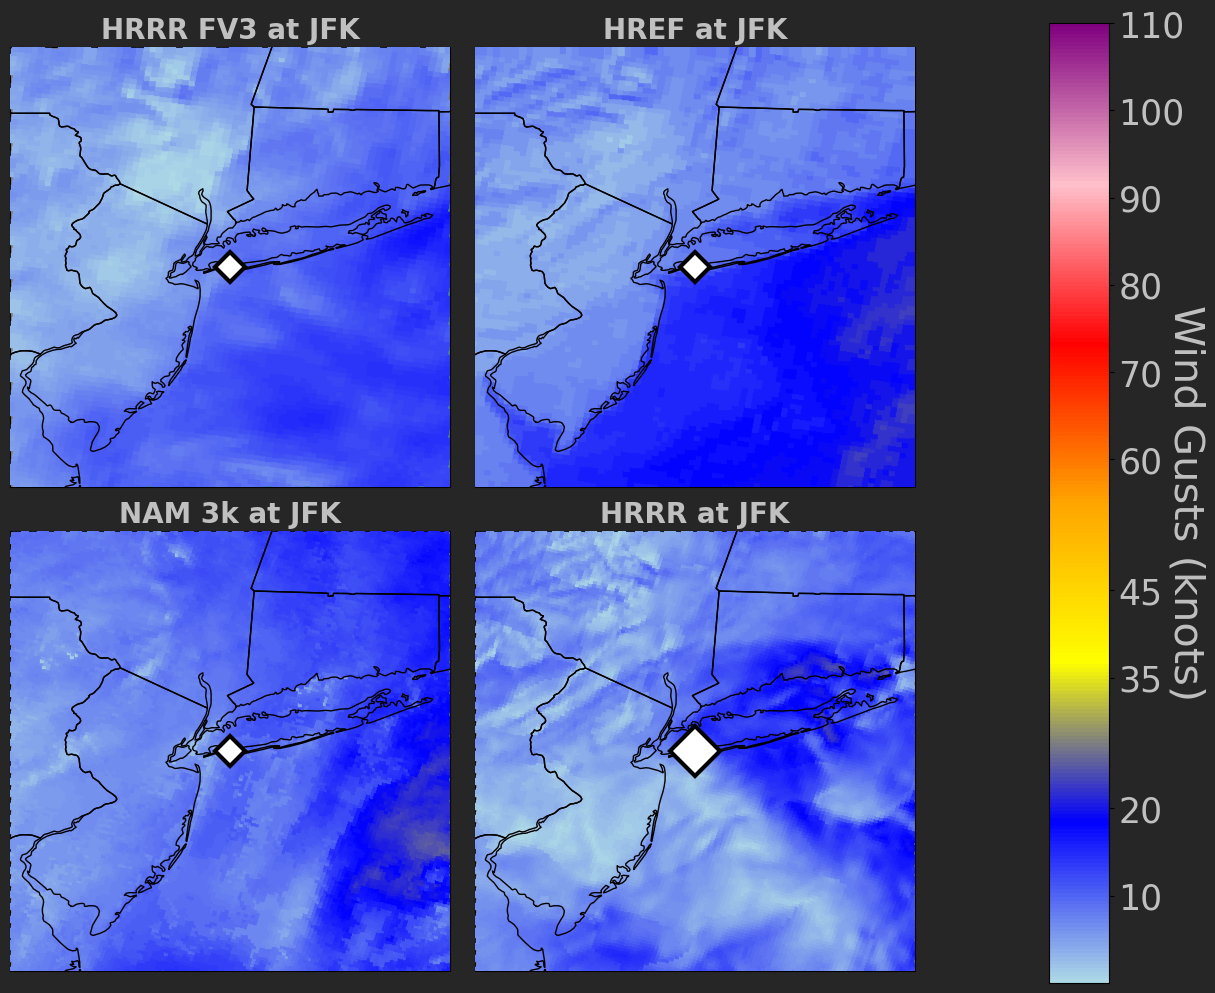 HRRR FV3 at JFK
HREF at JFK
NAM 3k at JFK
HRRR at JFK
110
100
90
80
70
60
45
35
20
10
Wind Gusts (knots)